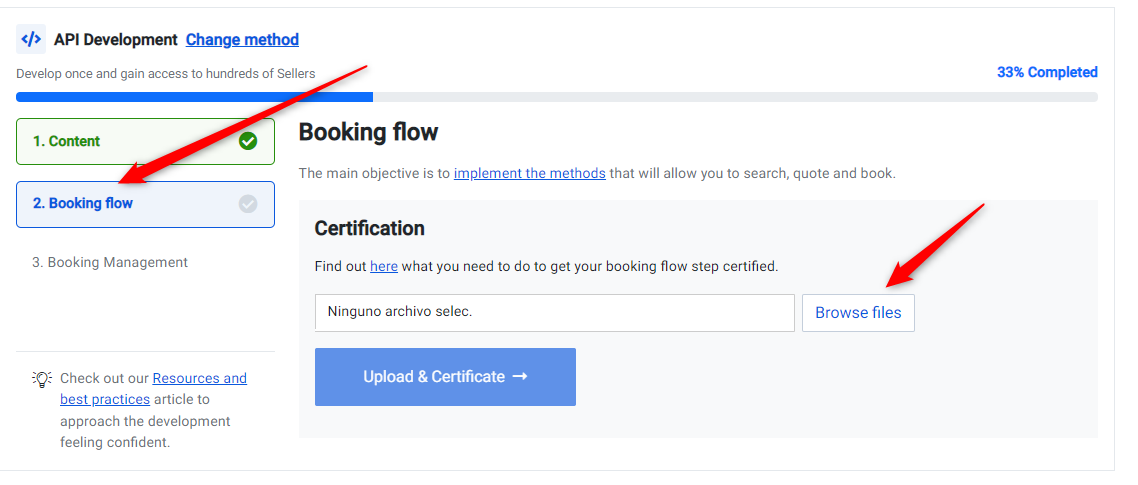 </> API Development Change method
Develop once and gain access to hundreds of Sellers
33% Completed
1. Content
2. Booking flow
3. Booking Management
Check out our Resources and
best practices article to
approach the development
feeling confident.
Booking flow
The main objective is to implement the methods that will allow you to search, quote and book.
Certification
Find out here what you need to do to get your booking flow step certified.
Ninguno archivo selec.
Browse files
Upload & Certificate →